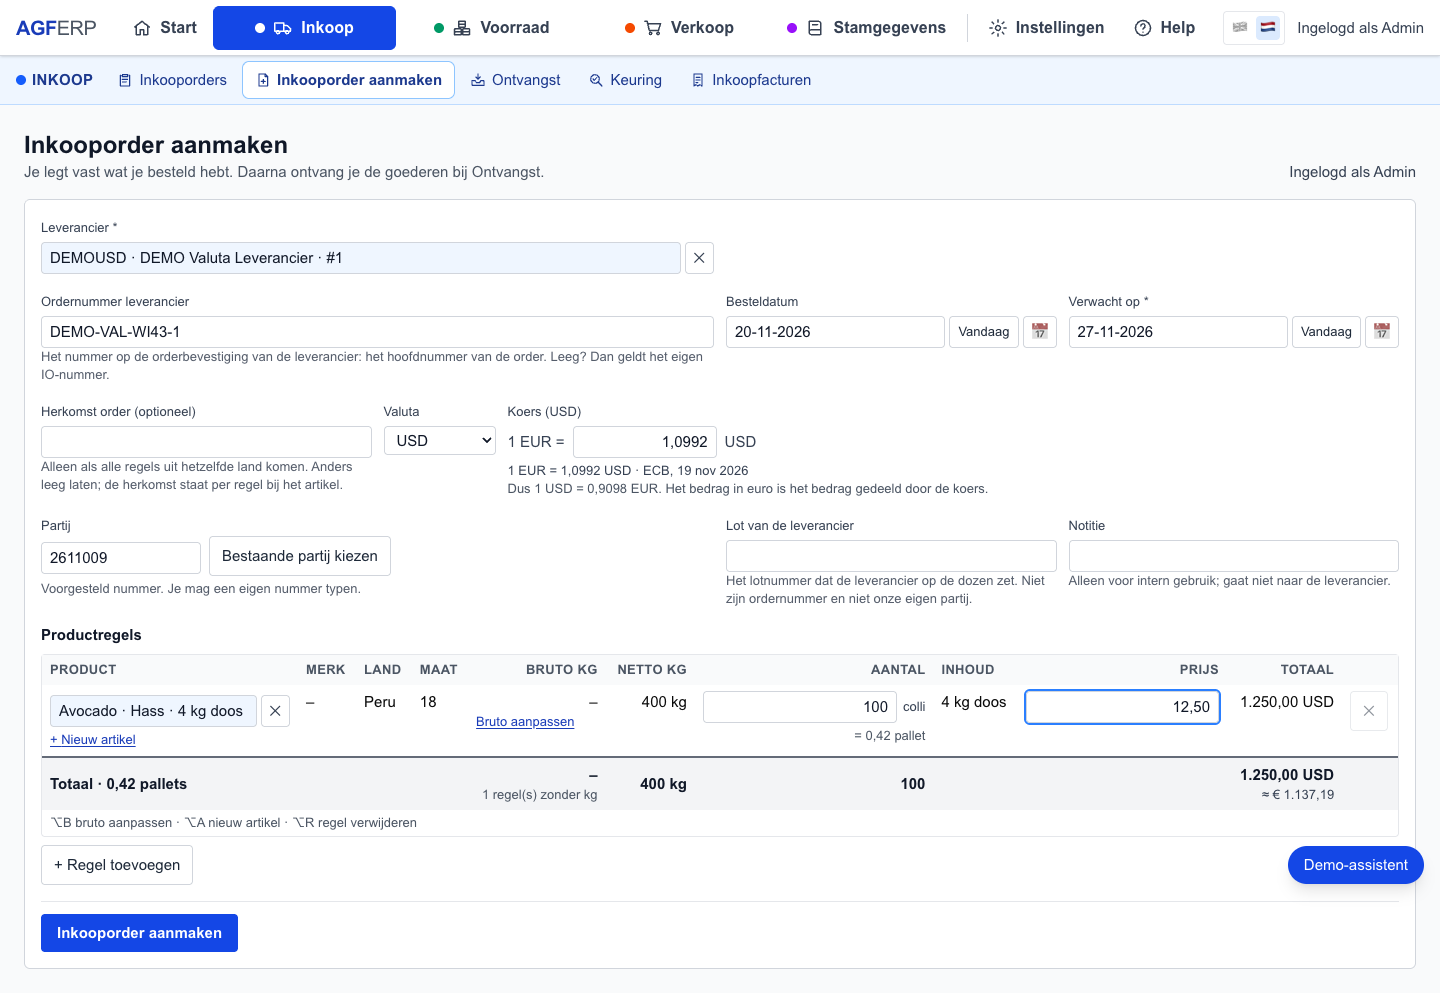 AGFERP
Start
Inkoop
Voorraad
Verkoop
Stamgegevens
Instellingen
Help
Ingelogd als Admin
INKOOP
Inkooporders
Inkooporder aanmaken
Ontvangst
Keuring
Inkoopfacturen
Inkooporder aanmaken
Je legt vast wat je besteld hebt. Daarna ontvang je de goederen bij Ontvangst.
Ingelogd als Admin
Leverancier *
DEMOUSD · DEMO Valuta Leverancier · #1
Ordernummer leverancier
DEMO-VAL-WI43-1
Het nummer op de orderbevestiging van de leverancier: het hoofdnummer van de order. Leeg? Dan geldt het eigen
IO-nummer.
Besteldatum
20-11-2026
Vandaag
Verwacht op *
27-11-2026
Vandaag
Herkomst order (optioneel)
Alleen als alle regels uit hetzelfde land komen. Anders
leeg laten; de herkomst staat per regel bij het artikel.
Valuta
USD
Koers (USD)
1 EUR = 1,0992 USD
1 EUR = 1,0992 USD · ECB, 19 nov 2026
Dus 1 USD = 0,9098 EUR. Het bedrag in euro is het bedrag gedeeld door de koers.
Partij
2611009
Bestaande partij kiezen
Voorgesteld nummer. Je mag een eigen nummer typen.
Lot van de leverancier
Het lotnummer dat de leverancier op de dozen zet. Niet
zijn ordernummer en niet onze eigen partij.
Notitie
Alleen voor intern gebruik; gaat niet naar de leverancier.
Productregels
PRODUCT MERK LAND MAAT BRUTO KG NETTO KG AANTAL INHOUD PRIJS TOTAAL
Avocado · Hass · 4 kg doos – Peru 18 – 400 kg 100 colli 4 kg doos 12,50 1.250,00 USD
+ Nieuw artikel
Bruto aanpassen
= 0,42 pallet
Totaal · 0,42 pallets – 400 kg 100 1.250,00 USD
1 regel(s) zonder kg
≈ € 1.137,19
⌥B bruto aanpassen · ⌥A nieuw artikel · ⌥R regel verwijderen
+ Regel toevoegen
Demo-assistent
Inkooporder aanmaken